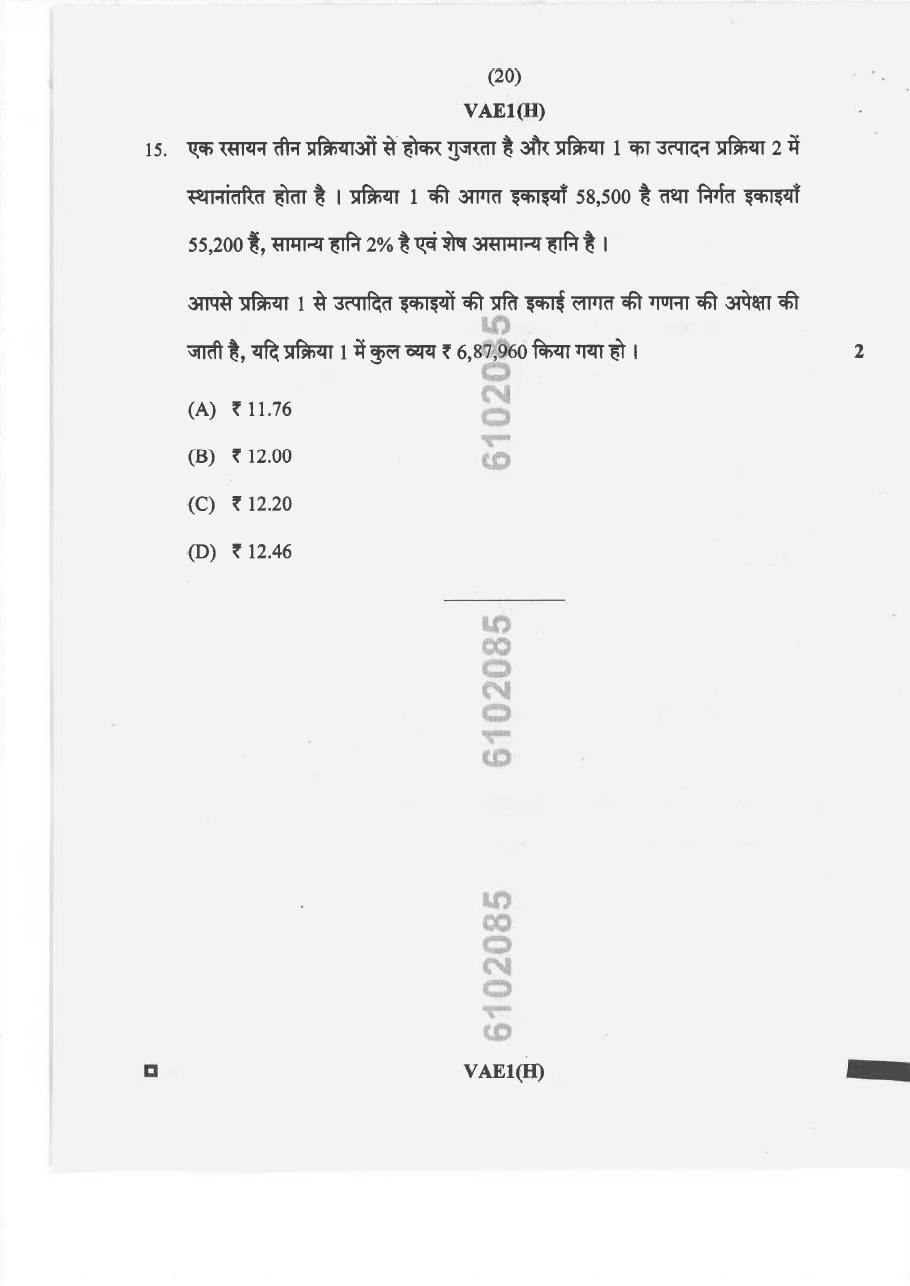 (20)
VAE1(H)
15. एक रसायन तीन प्रक्रियाओं से होकर गुजरता है और प्रक्रिया 1 का उत्पादन प्रक्रिया 2 में
स्थानांतरित होता है । प्रक्रिया 1 की आगत इकाइयाँ 58,500 है तथा निर्गत इकाइयाँ
55,200 हैं, सामान्य हानि 2% है एवं शेष असामान्य हानि है ।
आपसे प्रक्रिया 1 से उत्पादित इकाइयों की प्रति इकाई लागत की गणना की अपेक्षा की
जाती है, यदि प्रक्रिया 1 में कुल व्यय ₹ 6,87,960 किया गया हो । 2
(A) ₹ 11.76
(B) ₹ 12.00
(C) ₹ 12.20
(D) ₹ 12.46
6102085
6102085
6102085
VAE1(H)